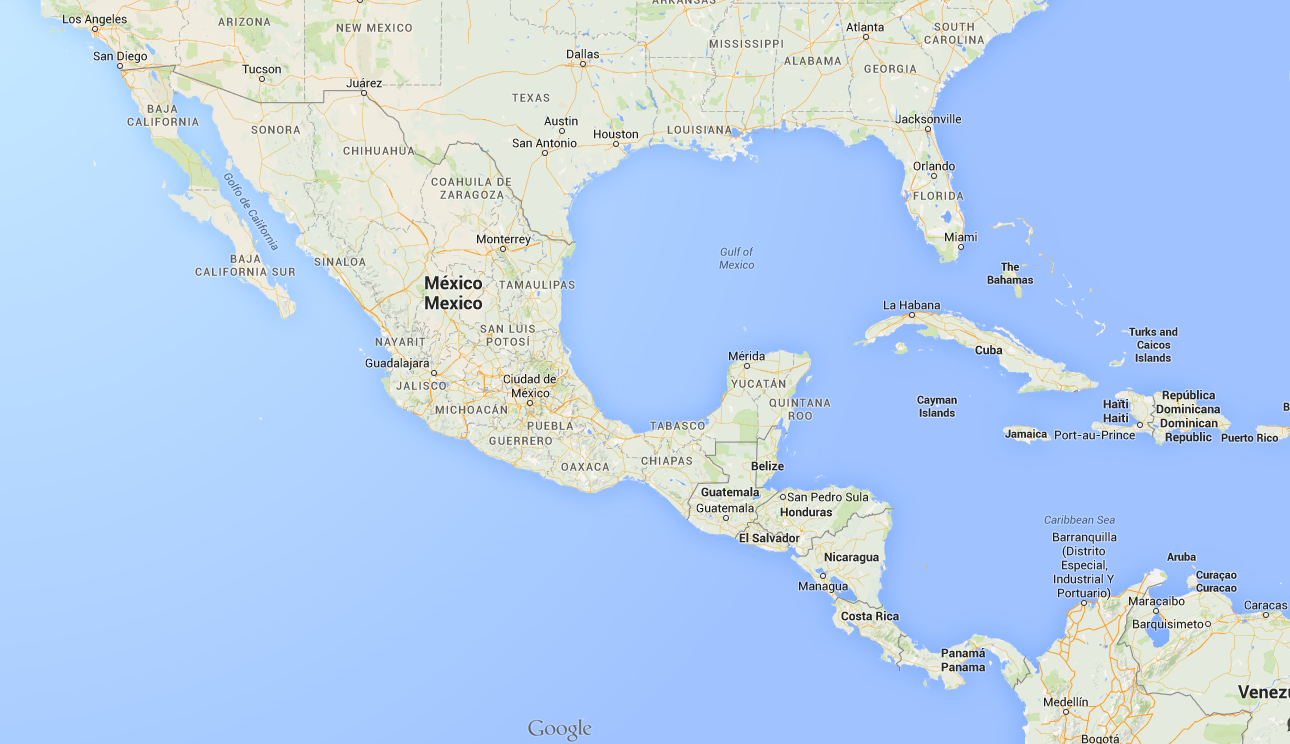 ARKANSAS
Los Angeles
ARIZONA
NEW MEXICO
Atlanta
SOUTH
CAROLINA
MISSISSIPPI
San Diego
Dallas
ALABAMA
GEORGIA
Tucson
Juárez
TEXAS
BAJA
CALIFORNIA
SONORA
Austin
Houston
LOUISIANA
Jacksonville
San Antonio
CHIHUAHUA
Orlando
COAHUILA DE
ZARAGOZA
FLORIDA
Golfo de California
Monterrey
Miami
Gulf of
Mexico
BAJA
CALIFORNIA SUR
SINALOA
The
Bahamas
México
Mexico
TAMAULIPAS
La Habana
SAN LUIS
POTOSÍ
NAYARIT
Turks and
Caicos
Islands
Cuba
Mérida
Guadalajara
JALISCO
Ciudad de
México
YUCATÁN
QUINTANA
ROO
Cayman
Islands
Haïti
Haiti
República
Dominicana
Dominican
Republic
B
MICHOACÁN
PUEBLA
TABASCO
GUERRERO
Jamaica
Port-au-Prince
Puerto Rico
OAXACA
CHIAPAS
Belize
Guatemala
Guatemala
San Pedro Sula
Honduras
Caribbean Sea
El Salvador
Barranquilla
(Distrito
Especial,
Industrial Y
Portuario)
Nicaragua
Aruba
Curaçao
Curacao
Managua
Maracaibo
Caracas
Costa Rica
Barquisimeto
Panamá
Panama
Venezu
Medellín
Google
Bogotá